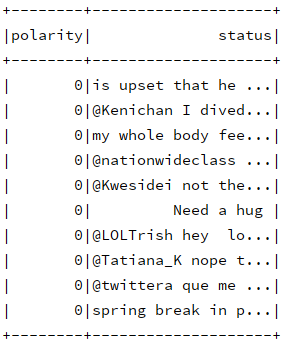 +--------+--------------------+
|polarity|              status|
+--------+--------------------+
|       0|is upset that he ...|
|       0|@Kenichan I dived...|
|       0|my whole body fee...|
|       0|@nationwideclass ...|
|       0|@Kwesidei not the...|
|       0|         Need a hug |
|       0|@LOLTrish hey  lo...|
|       0|@Tatiana_K nope t...|
|       0|@twittera que me ...|
|       0|spring break in p...|
+--------+--------------------+